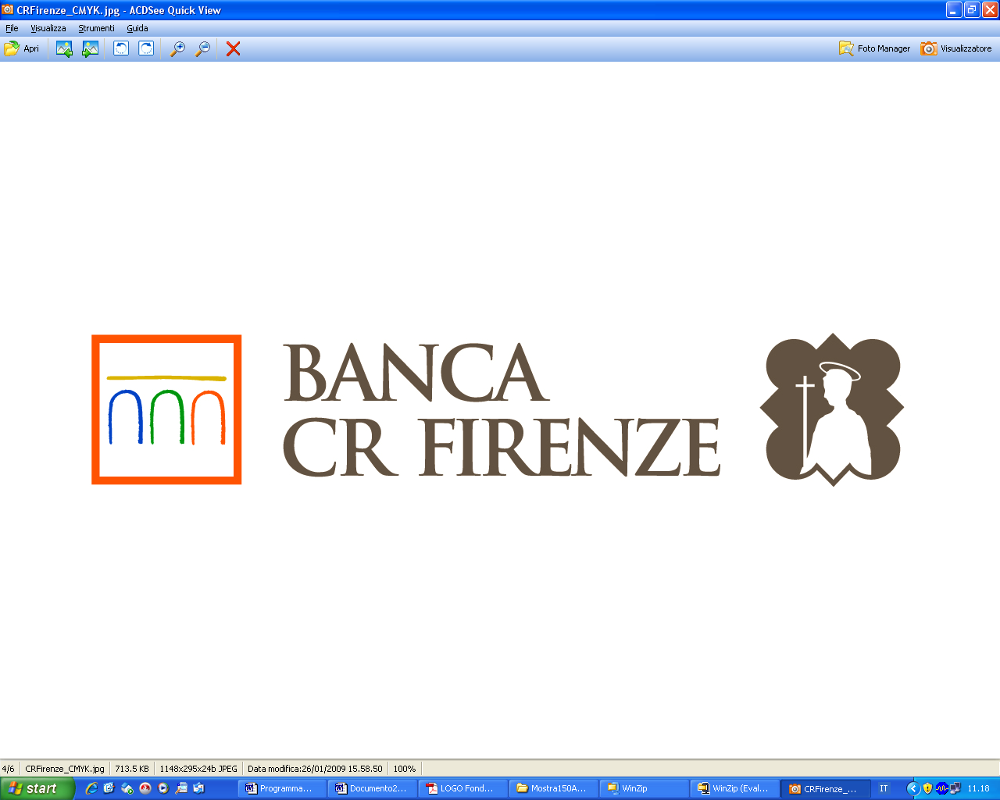 CRFirenze_CMYK.jpg - ACDSee Quick View
File Visualizza Strumenti Guida
Apri Foto Manager Visualizzatore
BANCA
CR FIRENZE
4/6 CRFirenze_CMYK.jpg 713.5 KB 1148x295x24b JPEG Data modifica:26/01/2009 15.58.50 100%
start Programma... Documento2... LOGO Fond... Mostra150A... WinZip WinZip (Eval... CRFirenze_... IT 11.18